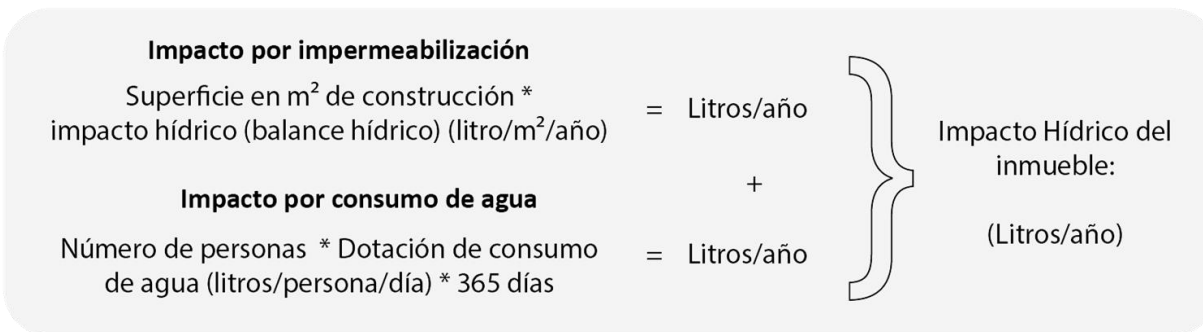 Impacto por impermeabilización
Superficie en m² de construcción *
impacto hídrico (balance hídrico) (litro/m²/año)
= Litros/año
+
Impacto por consumo de agua
Número de personas * Dotación de consumo
de agua (litros/persona/día) * 365 días
= Litros/año
Impacto Hídrico del
inmueble:
(Litros/año)